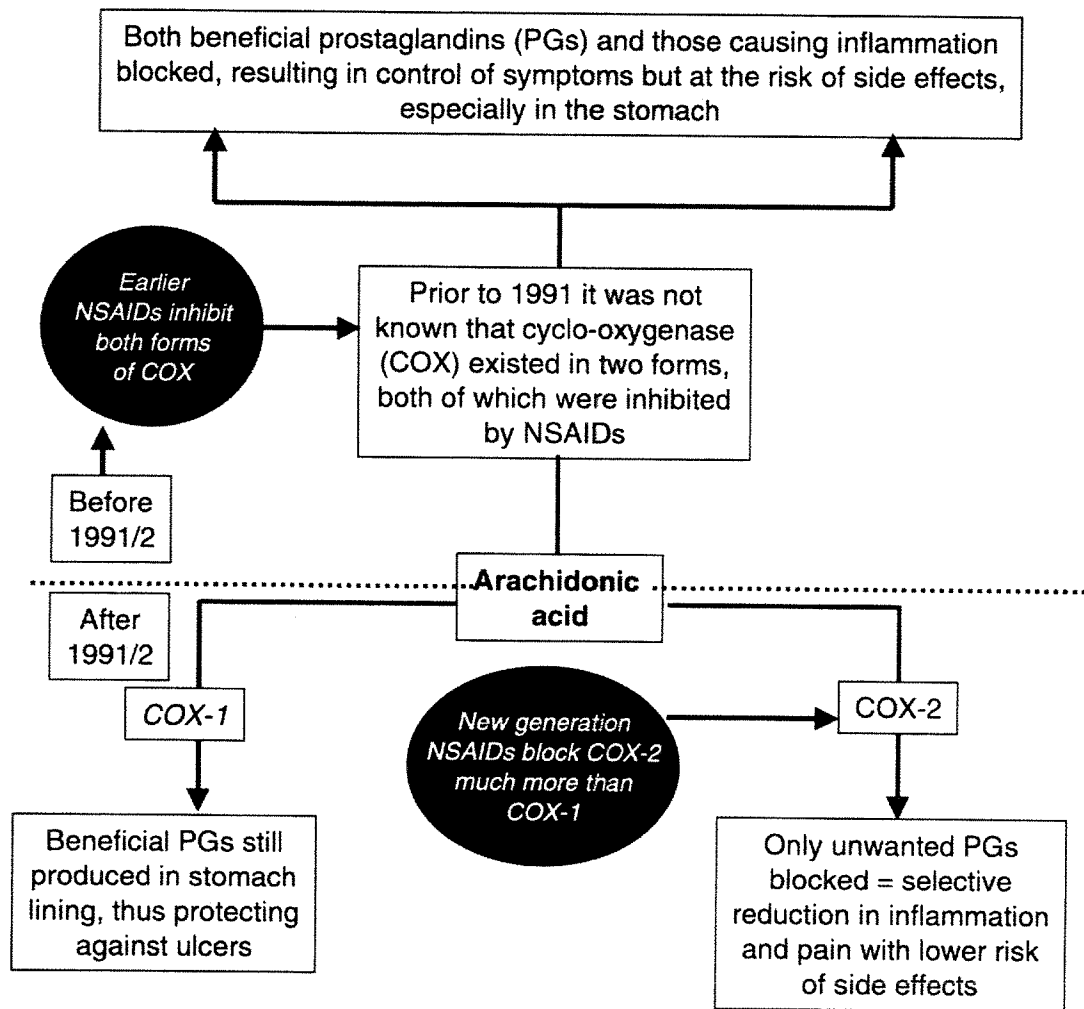 Both beneficial prostaglandins (PGs) and those causing inflammation
blocked, resulting in control of symptoms but at the risk of side effects,
especially in the stomach
Earlier
NSAIDs inhibit
both forms
of COX
Prior to 1991 it was not
known that cyclo-oxygenase
(COX) existed in two forms,
both of which were inhibited
by NSAIDs
Before
1991/2
Arachidonic
acid
After
1991/2
COX-1
New generation
NSAIDs block COX-2
much more than
COX-1
COX-2
Beneficial PGs still
produced in stomach
lining, thus protecting
against ulcers
Only unwanted PGs
blocked = selective
reduction in inflammation
and pain with lower risk
of side effects